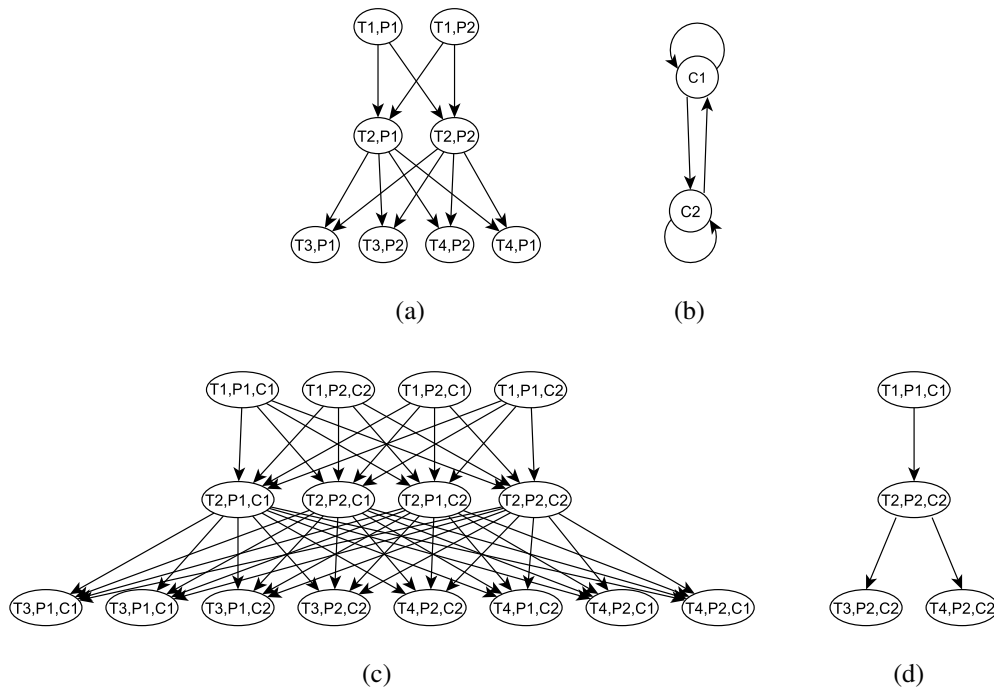 T1,P1 T1,P2
C1
T2,P1 T2,P2
C2
T3,P1 T3,P2 T4,P2 T4,P1
(a) (b)
T1,P1,C1 T1,P2,C2 T1,P2,C1 T1,P1,C2 T1,P1,C1
T2,P1,C1 T2,P2,C1 T2,P1,C2 T2,P2,C2 T2,P2,C2
T3,P1,C1 T3,P1,C1 T3,P1,C2 T3,P2,C2 T4,P2,C2 T4,P1,C2 T4,P2,C1 T4,P2,C1 T3,P2,C2 T4,P2,C2
(c) (d)